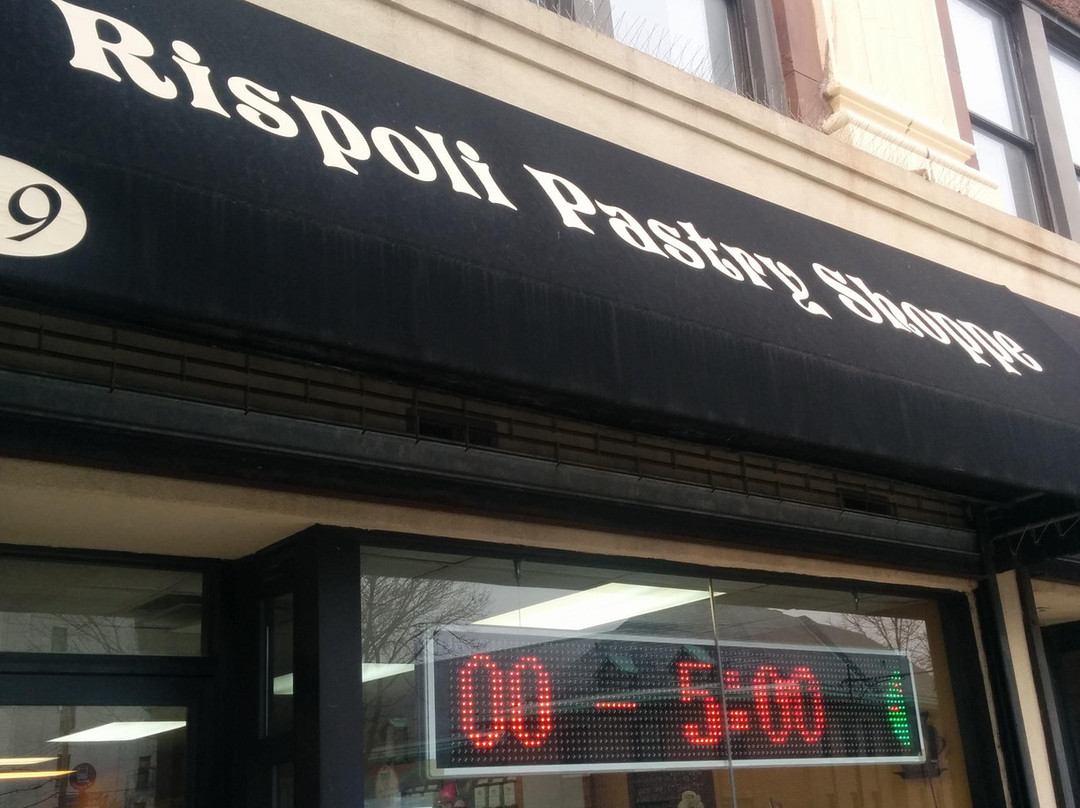 Rispoli Pastry Shoppe
9
00 - 5:00